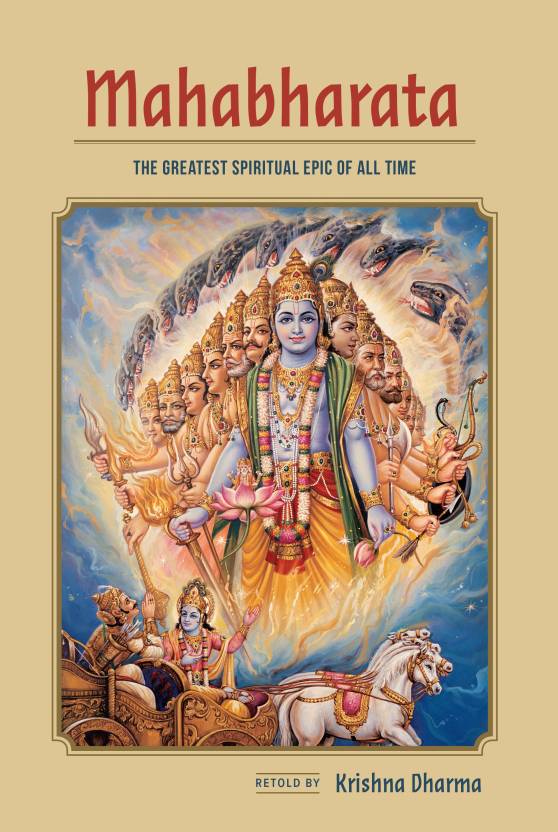 Mahabharata
THE GREATEST SPIRITUAL EPIC OF ALL TIME
RETOLD BY Krishna Dharma